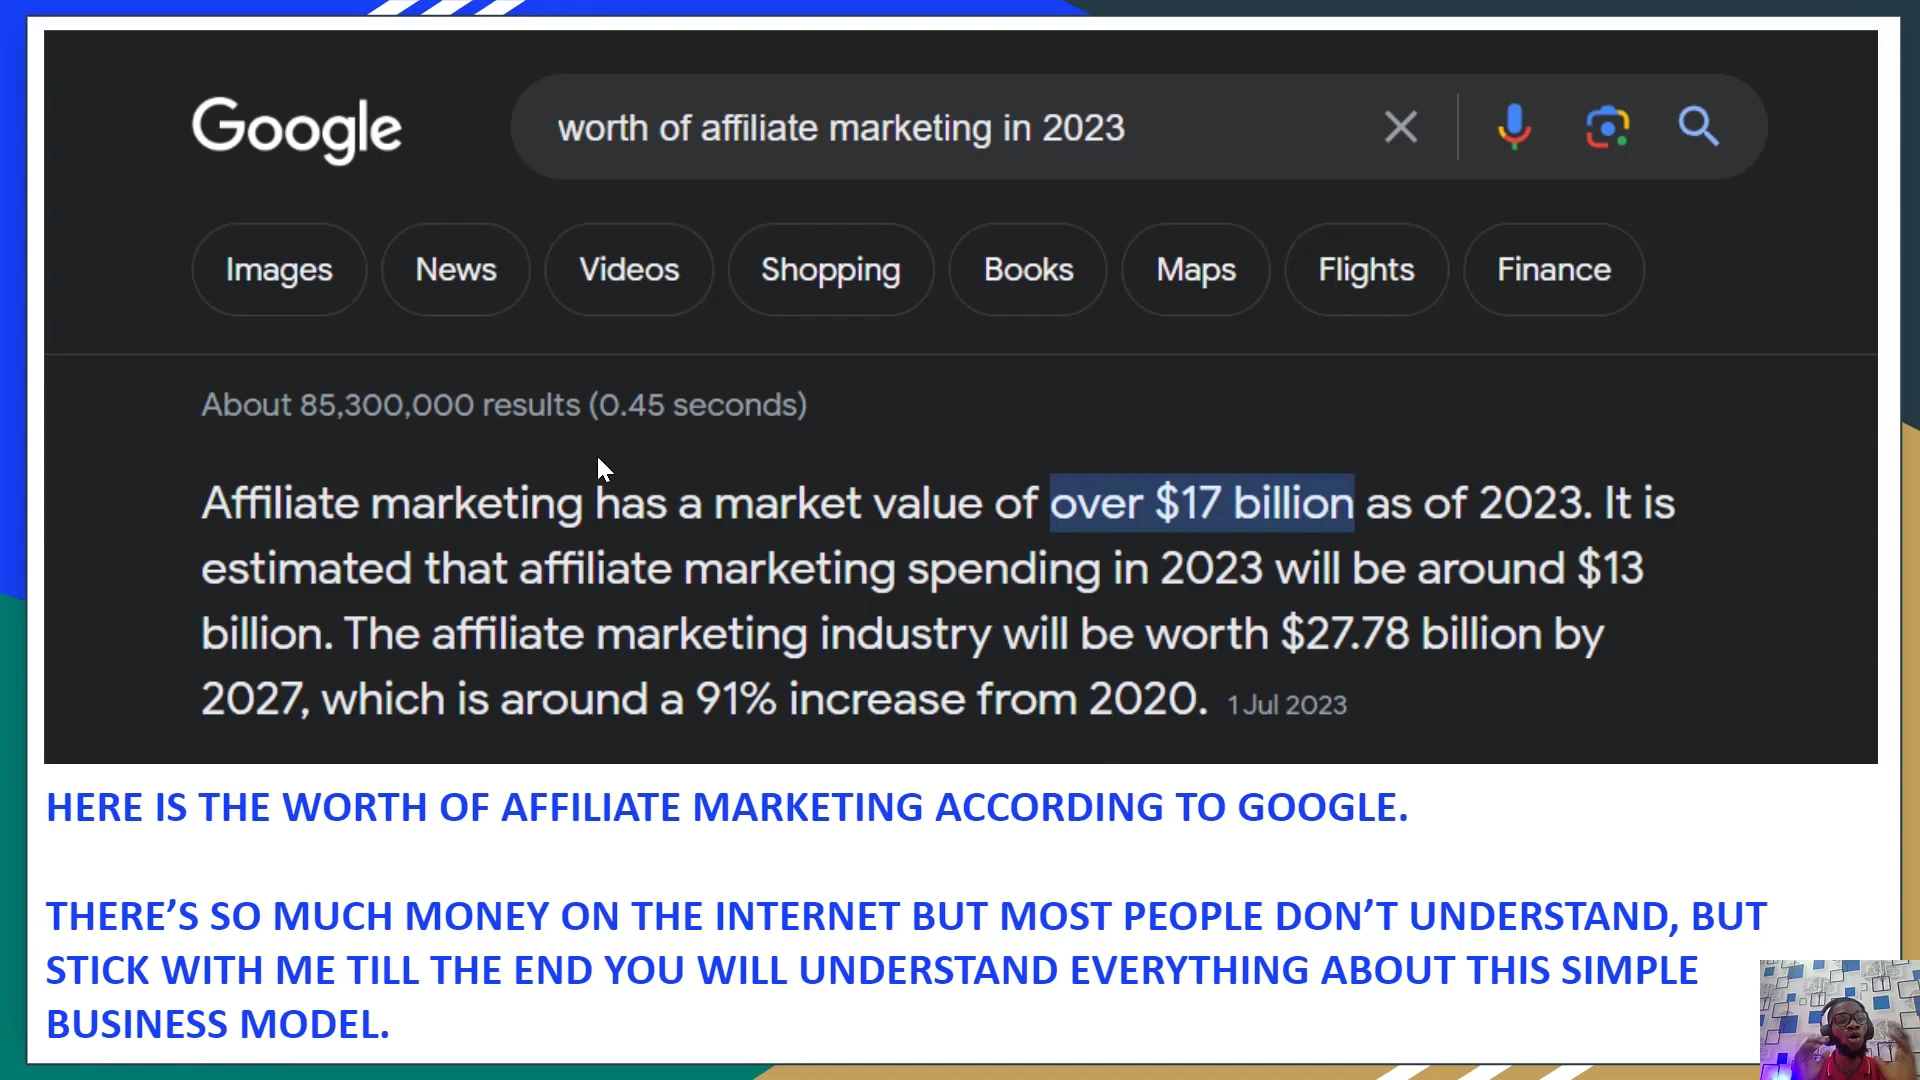 Google
worth of affiliate marketing in 2023
Images News Videos Shopping Books Maps Flights Finance
About 85,300,000 results (0.45 seconds)
Affiliate marketing has a market value of over $17 billion as of 2023. It is
estimated that affiliate marketing spending in 2023 will be around $13
billion. The affiliate marketing industry will be worth $27.78 billion by
2027, which is around a 91% increase from 2020. 1 Jul 2023
HERE IS THE WORTH OF AFFILIATE MARKETING ACCORDING TO GOOGLE.
THERE’S SO MUCH MONEY ON THE INTERNET BUT MOST PEOPLE DON’T UNDERSTAND, BUT
STICK WITH ME TILL THE END YOU WILL UNDERSTAND EVERYTHING ABOUT THIS SIMPLE
BUSINESS MODEL.